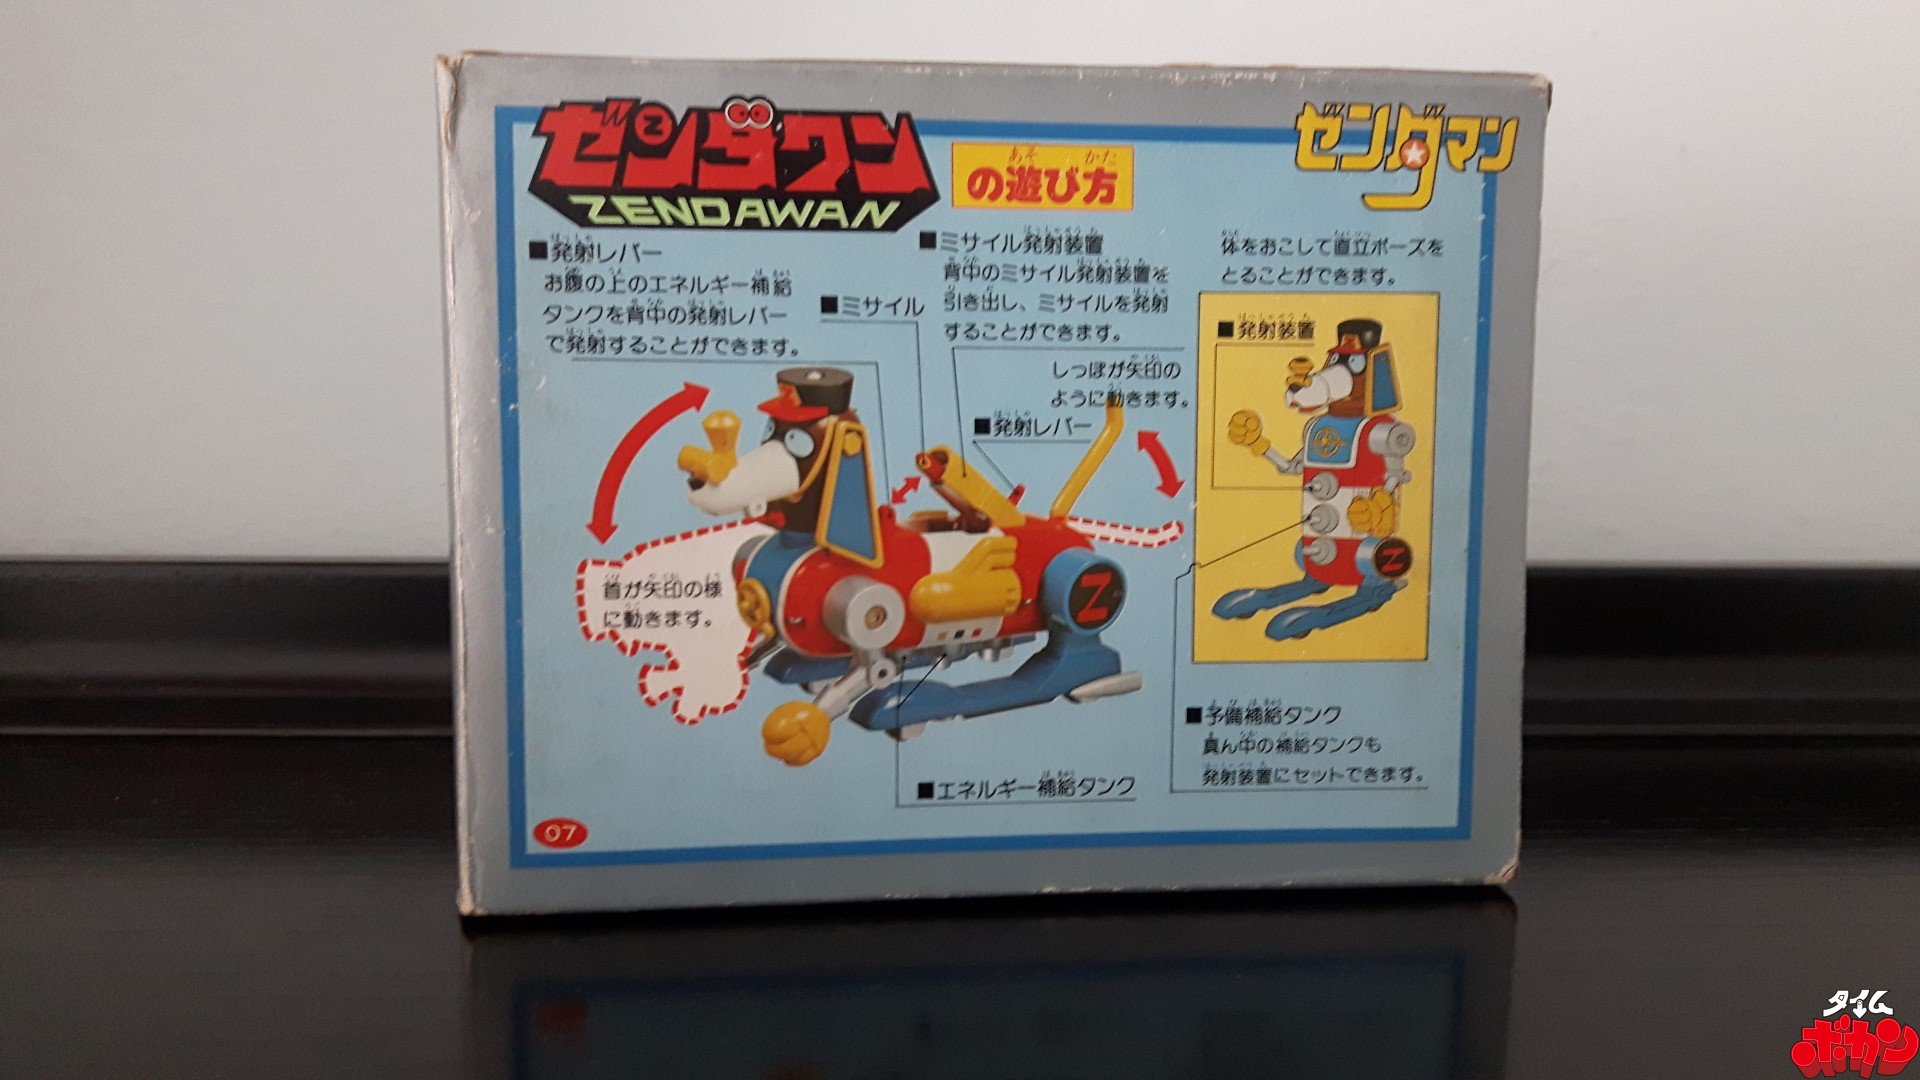 ゼンダワン
ZENDAWAN
の遊び方
ゼンダマン
■発射レバー
お腹の上のエネルギー補給
タンクを背中の発射レバー
で発射することができます。
■ミサイル
■ミサイル発射装置
背中のミサイル発射装置を
引き出し、ミサイルを発射
することができます。
しっぽが矢印の
ように動きます。
■発射レバー
体をおこして直立ポーズを
とることができます。
■発射装置
首が矢印の様
に動きます。
Z
■エネルギー補給タンク
■予備補給タンク
真ん中の補給タンクも
発射装置にセットできます。
07
タイム
ボカン